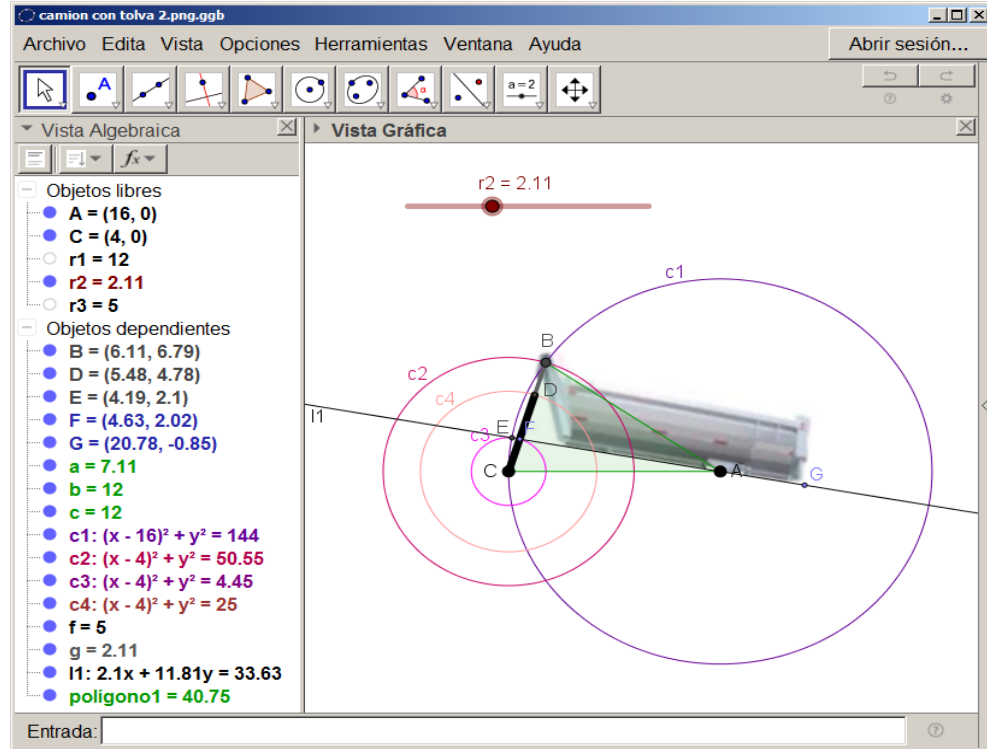 camion con tolva 2.png.ggb
Archivo Edita Vista Opciones Herramientas Ventana Ayuda
Abrir sesión...
A
α
a = 2
Vista Algebraica
Vista Gráfica
fx
Objetos libres
A = (16, 0)
C = (4, 0)
r1 = 12
r2 = 2.11
r3 = 5
Objetos dependientes
B = (6.11, 6.79)
D = (5.48, 4.78)
E = (4.19, 2.1)
F = (4.63, 2.02)
G = (20.78, -0.85)
a = 7.11
b = 12
c = 12
c1: (x - 16)² + y² = 144
c2: (x - 4)² + y² = 50.55
c3: (x - 4)² + y² = 4.45
c4: (x - 4)² + y² = 25
f = 5
g = 2.11
l1: 2.1x + 11.81y = 33.63
polígono1 = 40.75
r2 = 2.11
c1
B
c2
D
c4
l1
E
F
c3
C
A
G
Entrada: